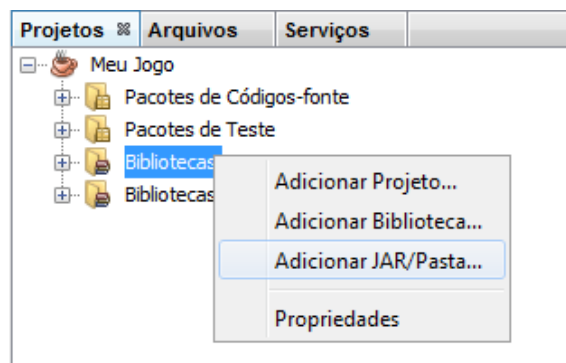 Projetos Arquivos Serviços
Meu Jogo
Pacotes de Códigos-fonte
Pacotes de Teste
Bibliotecas
Bibliotecas
Adicionar Projeto...
Adicionar Biblioteca...
Adicionar JAR/Pasta...
Propriedades